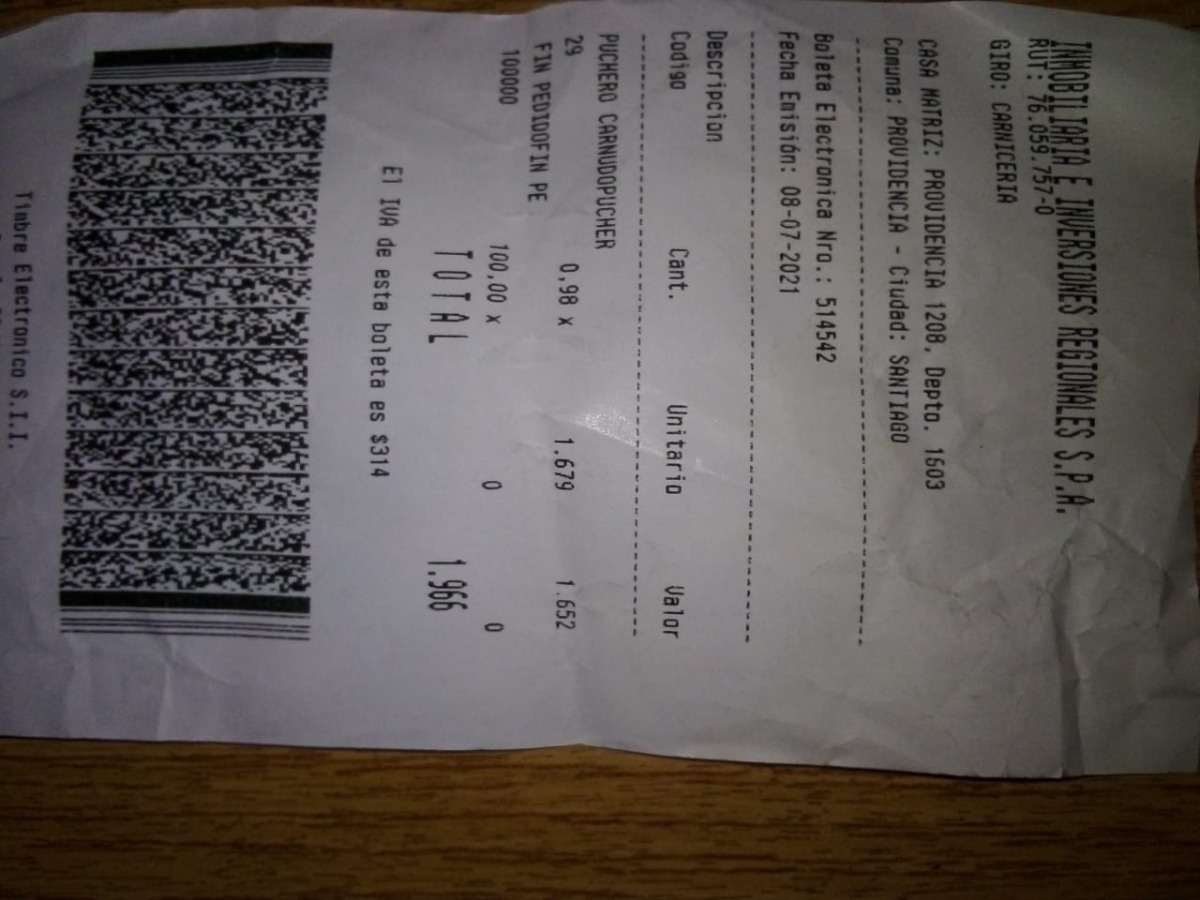 INMOBILIARIA E INVERSIONES REGIONALES S.P.A.
RUT: 76.059.757-0
GIRO: CARNICERIA
CASA MATRIZ: PROVIDENCIA 1208, Depto. 1603
Comuna: PROVIDENCIA - Ciudad: SANTIAGO
Boleta Electronica Nro.: 514542
Fecha Emisión: 08-07-2021
Descripcion
Codigo Cant. Unitario Valor
PUCHERO CARNUDOPUCHER
29 0,98 x 1.679 1.652
FIN PEDIDOFIN PE
100000 100,00 x 0 0
TOTAL 1.966
El IVA de esta boleta es $314
Timbre Electronico S.I.I.